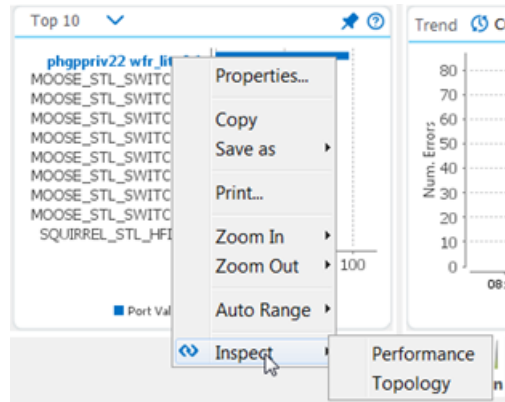 Top 10
Trend
phgppriv22 wfr_lit
MOOSE_STL_SWITC
MOOSE_STL_SWITC
MOOSE_STL_SWITC
MOOSE_STL_SWITC
MOOSE_STL_SWITC
MOOSE_STL_SWITC
MOOSE_STL_SWITC
MOOSE_STL_SWITC
SQUIRREL_STL_HFI
100
Port Val
Properties...
Copy
Save as
Print...
Zoom In
Zoom Out
Auto Range
Inspect
Performance
Topology
Num. Errors
80
70
60
50
40
30
20
10
0
08: